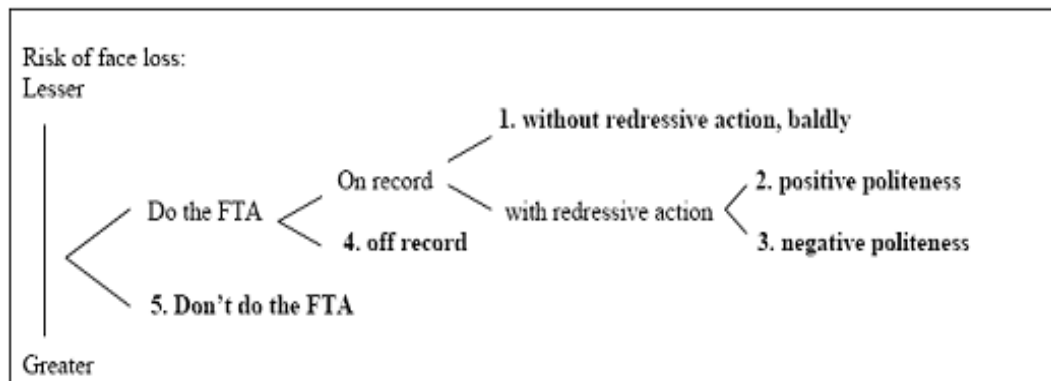 Risk of face loss:
Lesser
1. without redressive action, baldly
On record
2. positive politeness
Do the FTA
with redressive action
4. off record
3. negative politeness
5. Don't do the FTA
Greater